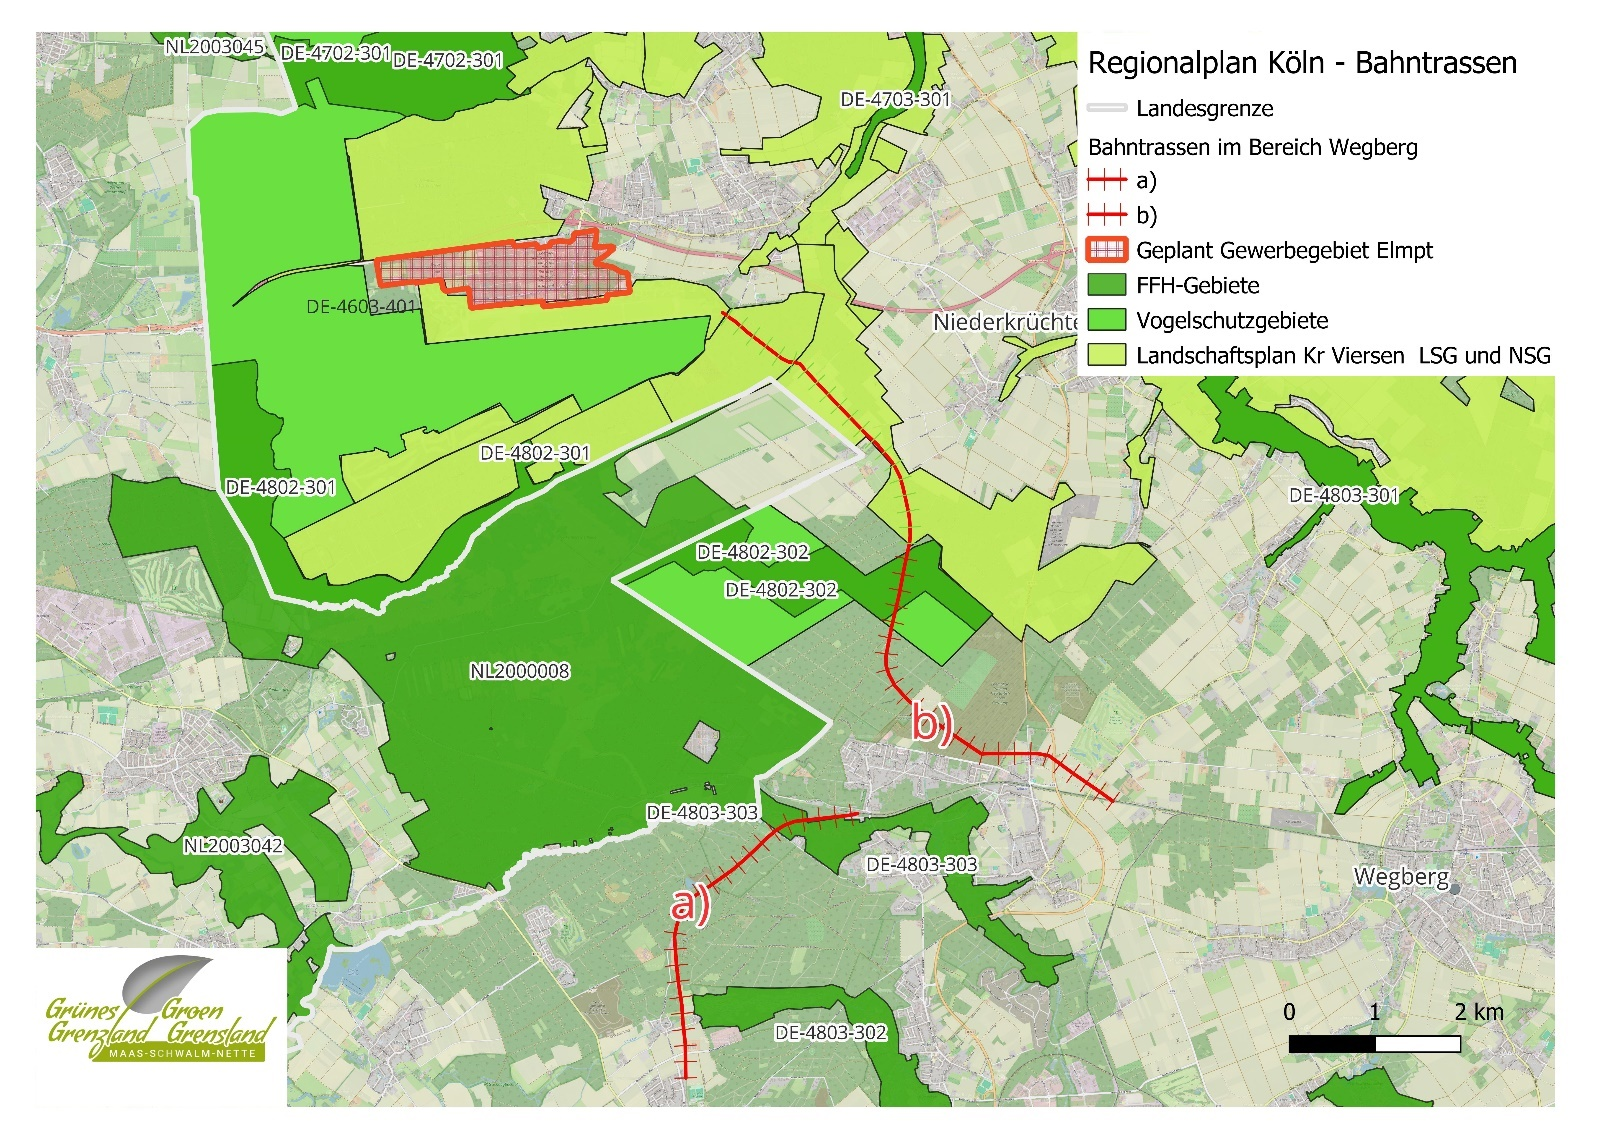 NL2003045
DE-4702-301
DE-4702-301
DE-4703-301
Regionalplan Köln - Bahntrassen
Landesgrenze
Bahntrassen im Bereich Wegberg
a)
b)
Geplant Gewerbegebiet Elmpt
FFH-Gebiete
Vogelschutzgebiete
Landschaftsplan Kr Viersen LSG und NSG
DE-4603-401
Niederkrüchte
DE-4802-301
DE-4802-301
DE-4803-301
DE-4802-302
DE-4802-302
NL2000008
b)
DE-4803-303
NL2003042
DE-4803-303
Wegberg
a)
DE-4803-302
0 1 2 km
Grünes Groen
Grenzland Grensland
MAAS-SCHWALM-NETTE